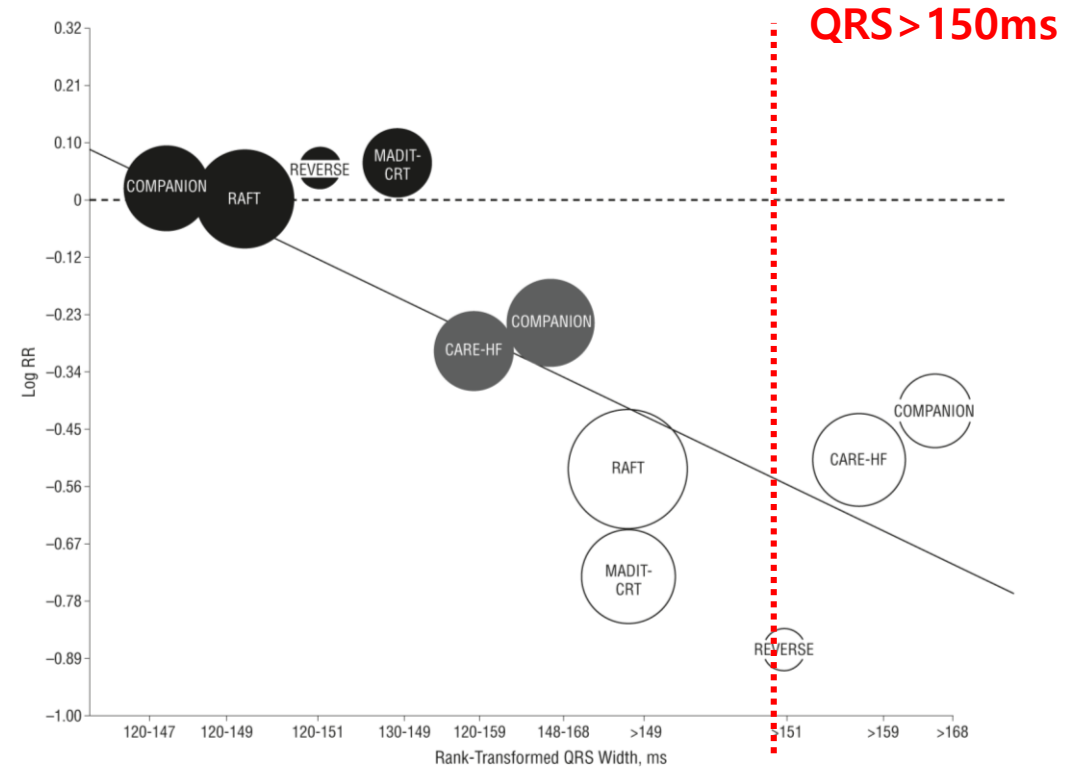 QRS>150ms
0.32
0.21
0.10
0
–0.12
–0.23
–0.34
–0.45
–0.56
–0.67
–0.78
–0.89
–1.00
Log RR
COMPANION
RAFT
REVERSE
MADIT-
CRT
CARE-HF
COMPANION
RAFT
MADIT-
CRT
REVERSE
CARE-HF
COMPANION
120-147 120-149 120-151 130-149 120-159 148-168 >149 >151 >159 >168
Rank-Transformed QRS Width, ms